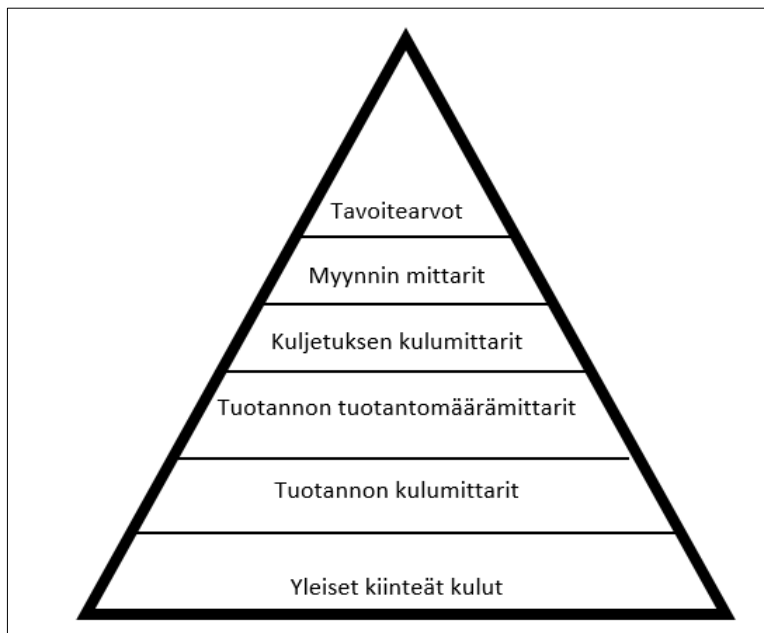 Tavoitearvot
Myynnin mittarit
Kuljetuksen kulumittarit
Tuotannon tuotantomäärämittarit
Tuotannon kulumittarit
Yleiset kiinteät kulut